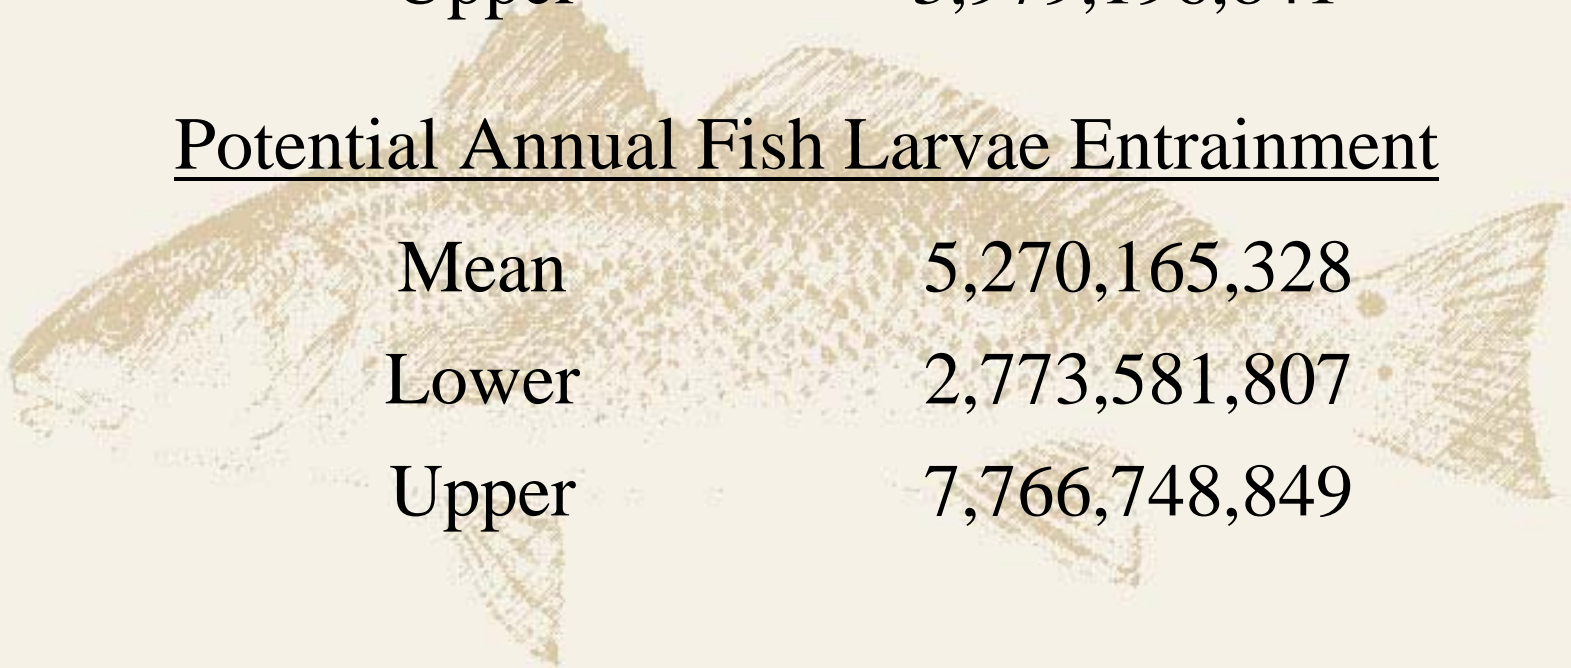 Upper
Potential Annual Fish Larvae Entrainment
Mean 5,270,165,328
Lower 2,773,581,807
Upper 7,766,748,849